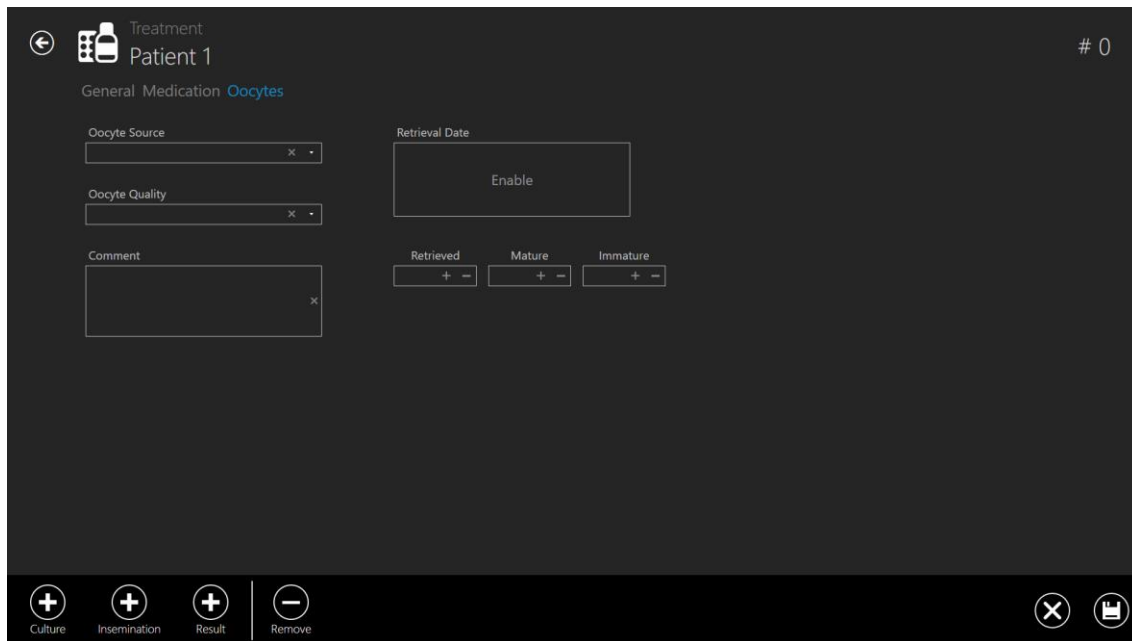 Treatment
Patient 1
# 0
General Medication Oocytes
Oocyte Source
Retrieval Date
Enable
Oocyte Quality
Comment
Retrieved Mature Immature
Culture Insemination Result Remove